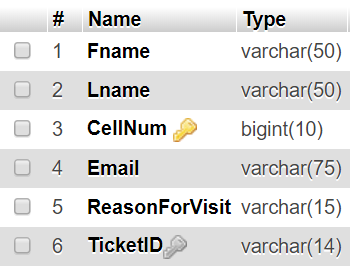 # Name Type
1 Fname varchar(50)
2 Lname varchar(50)
3 CellNum bigint(10)
4 Email varchar(75)
5 ReasonForVisit varchar(15)
6 TicketID varchar(14)